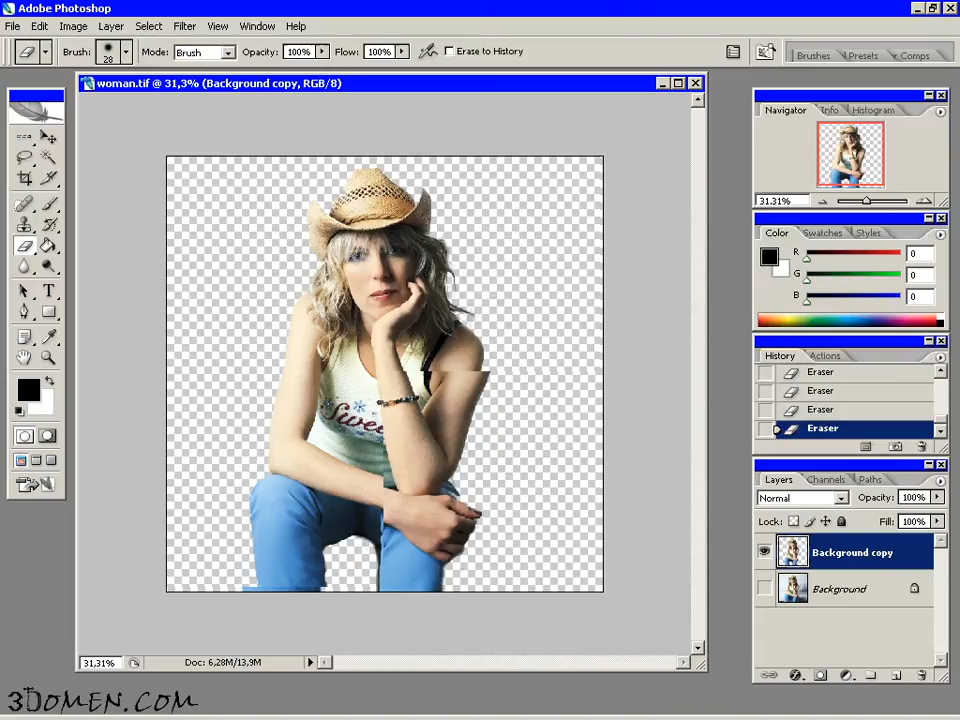 Adobe Photoshop
File Edit Image Layer Select Filter View Window Help
Brush: 28 Mode: Brush Opacity: 100% Flow: 100% Erase to History Brushes Presets Comps
woman.tif @ 31,3% (Background copy, RGB/8)
Navigator Info Histogram
31.31%
Color Swatches Styles
R 0
G 0
B 0
History Actions
Eraser
Eraser
Eraser
Eraser
Layers Channels Paths
Normal Opacity: 100%
Lock: Fill: 100%
Background copy
Background
Swee
T
31,31% Doc: 6,28M/13,9M
3DOMEN.COM